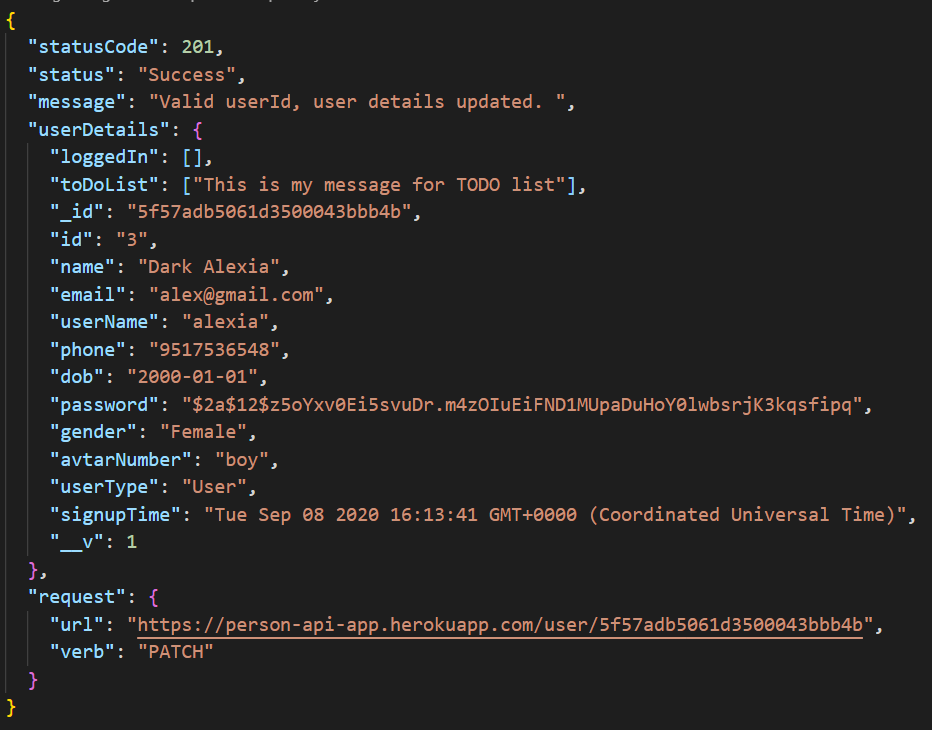 {
"statusCode": 201,
"status": "Success",
"message": "Valid userId, user details updated. ",
"userDetails": {
"loggedIn": [],
"toDoList": ["This is my message for TODO list"],
"_id": "5f57adb5061d3500043bbb4b",
"id": "3",
"name": "Dark Alexia",
"email": "alex@gmail.com",
"userName": "alexia",
"phone": "9517536548",
"dob": "2000-01-01",
"password": "$2a$12$z5oYxv0Ei5svuDr.m4zOIuEiFND1MUpaDuHoY0lwbsrjK3kqsfipq",
"gender": "Female",
"avtarNumber": "boy",
"userType": "User",
"signupTime": "Tue Sep 08 2020 16:13:41 GMT+0000 (Coordinated Universal Time)",
"__v": 1
},
"request": {
"url": "https://person-api-app.herokuapp.com/user/5f57adb5061d3500043bbb4b",
"verb": "PATCH"
}
}